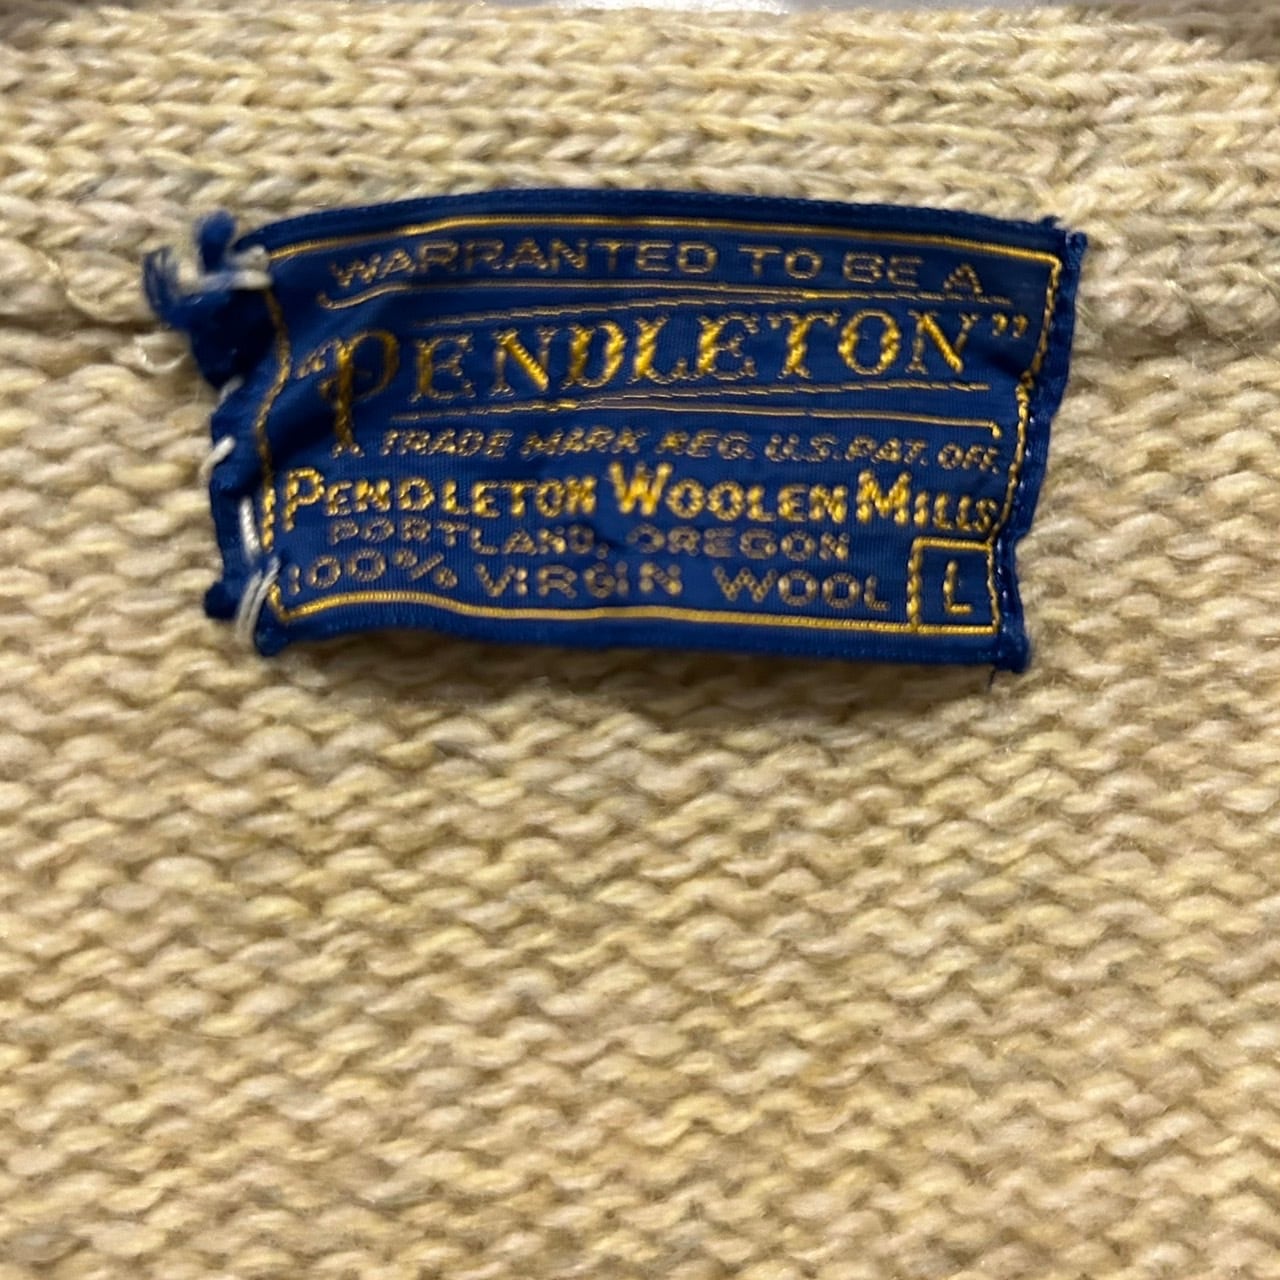 WARRANTED TO BE A
"PENDLETON"
TRADE MARK REG. U.S. PAT. OFF.
PENDLETON WOOLEN MILLS
PORTLAND, OREGON
100% VIRGIN WOOL L